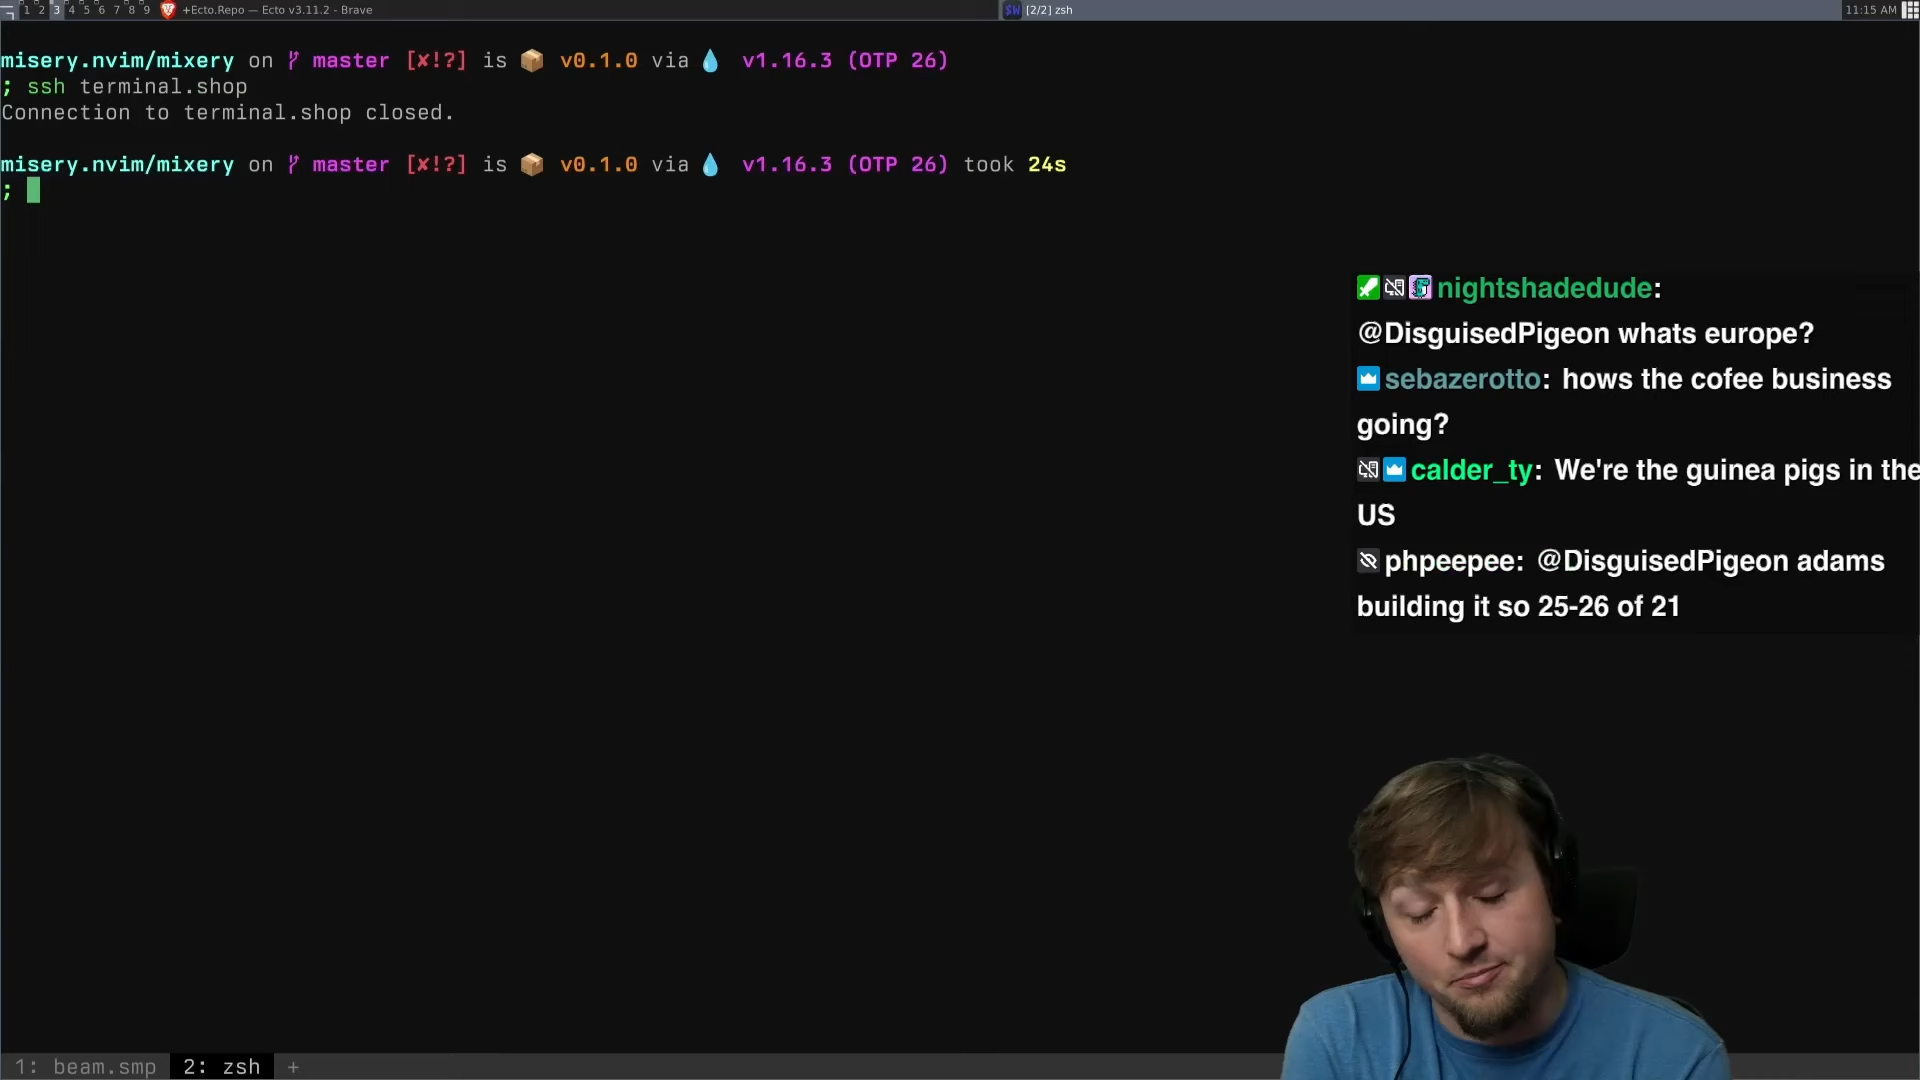 1 2 3 4 5 6 7 8 9 +Ecto.Repo — Ecto v3.11.2 - Brave
[2/2] zsh
11:15 AM
misery.nvim/mixery on master [✘!?] is 📦 v0.1.0 via 💧 v1.16.3 (OTP 26)
; ssh terminal.shop
Connection to terminal.shop closed.
misery.nvim/mixery on master [✘!?] is 📦 v0.1.0 via 💧 v1.16.3 (OTP 26) took 24s
;
nightshadedude:
@DisguisedPigeon whats europe?
sebazerotto: hows the cofee business
going?
calder_ty: We're the guinea pigs in the
US
phpeepee: @DisguisedPigeon adams
building it so 25-26 of 21
1: beam.smp 2: zsh +